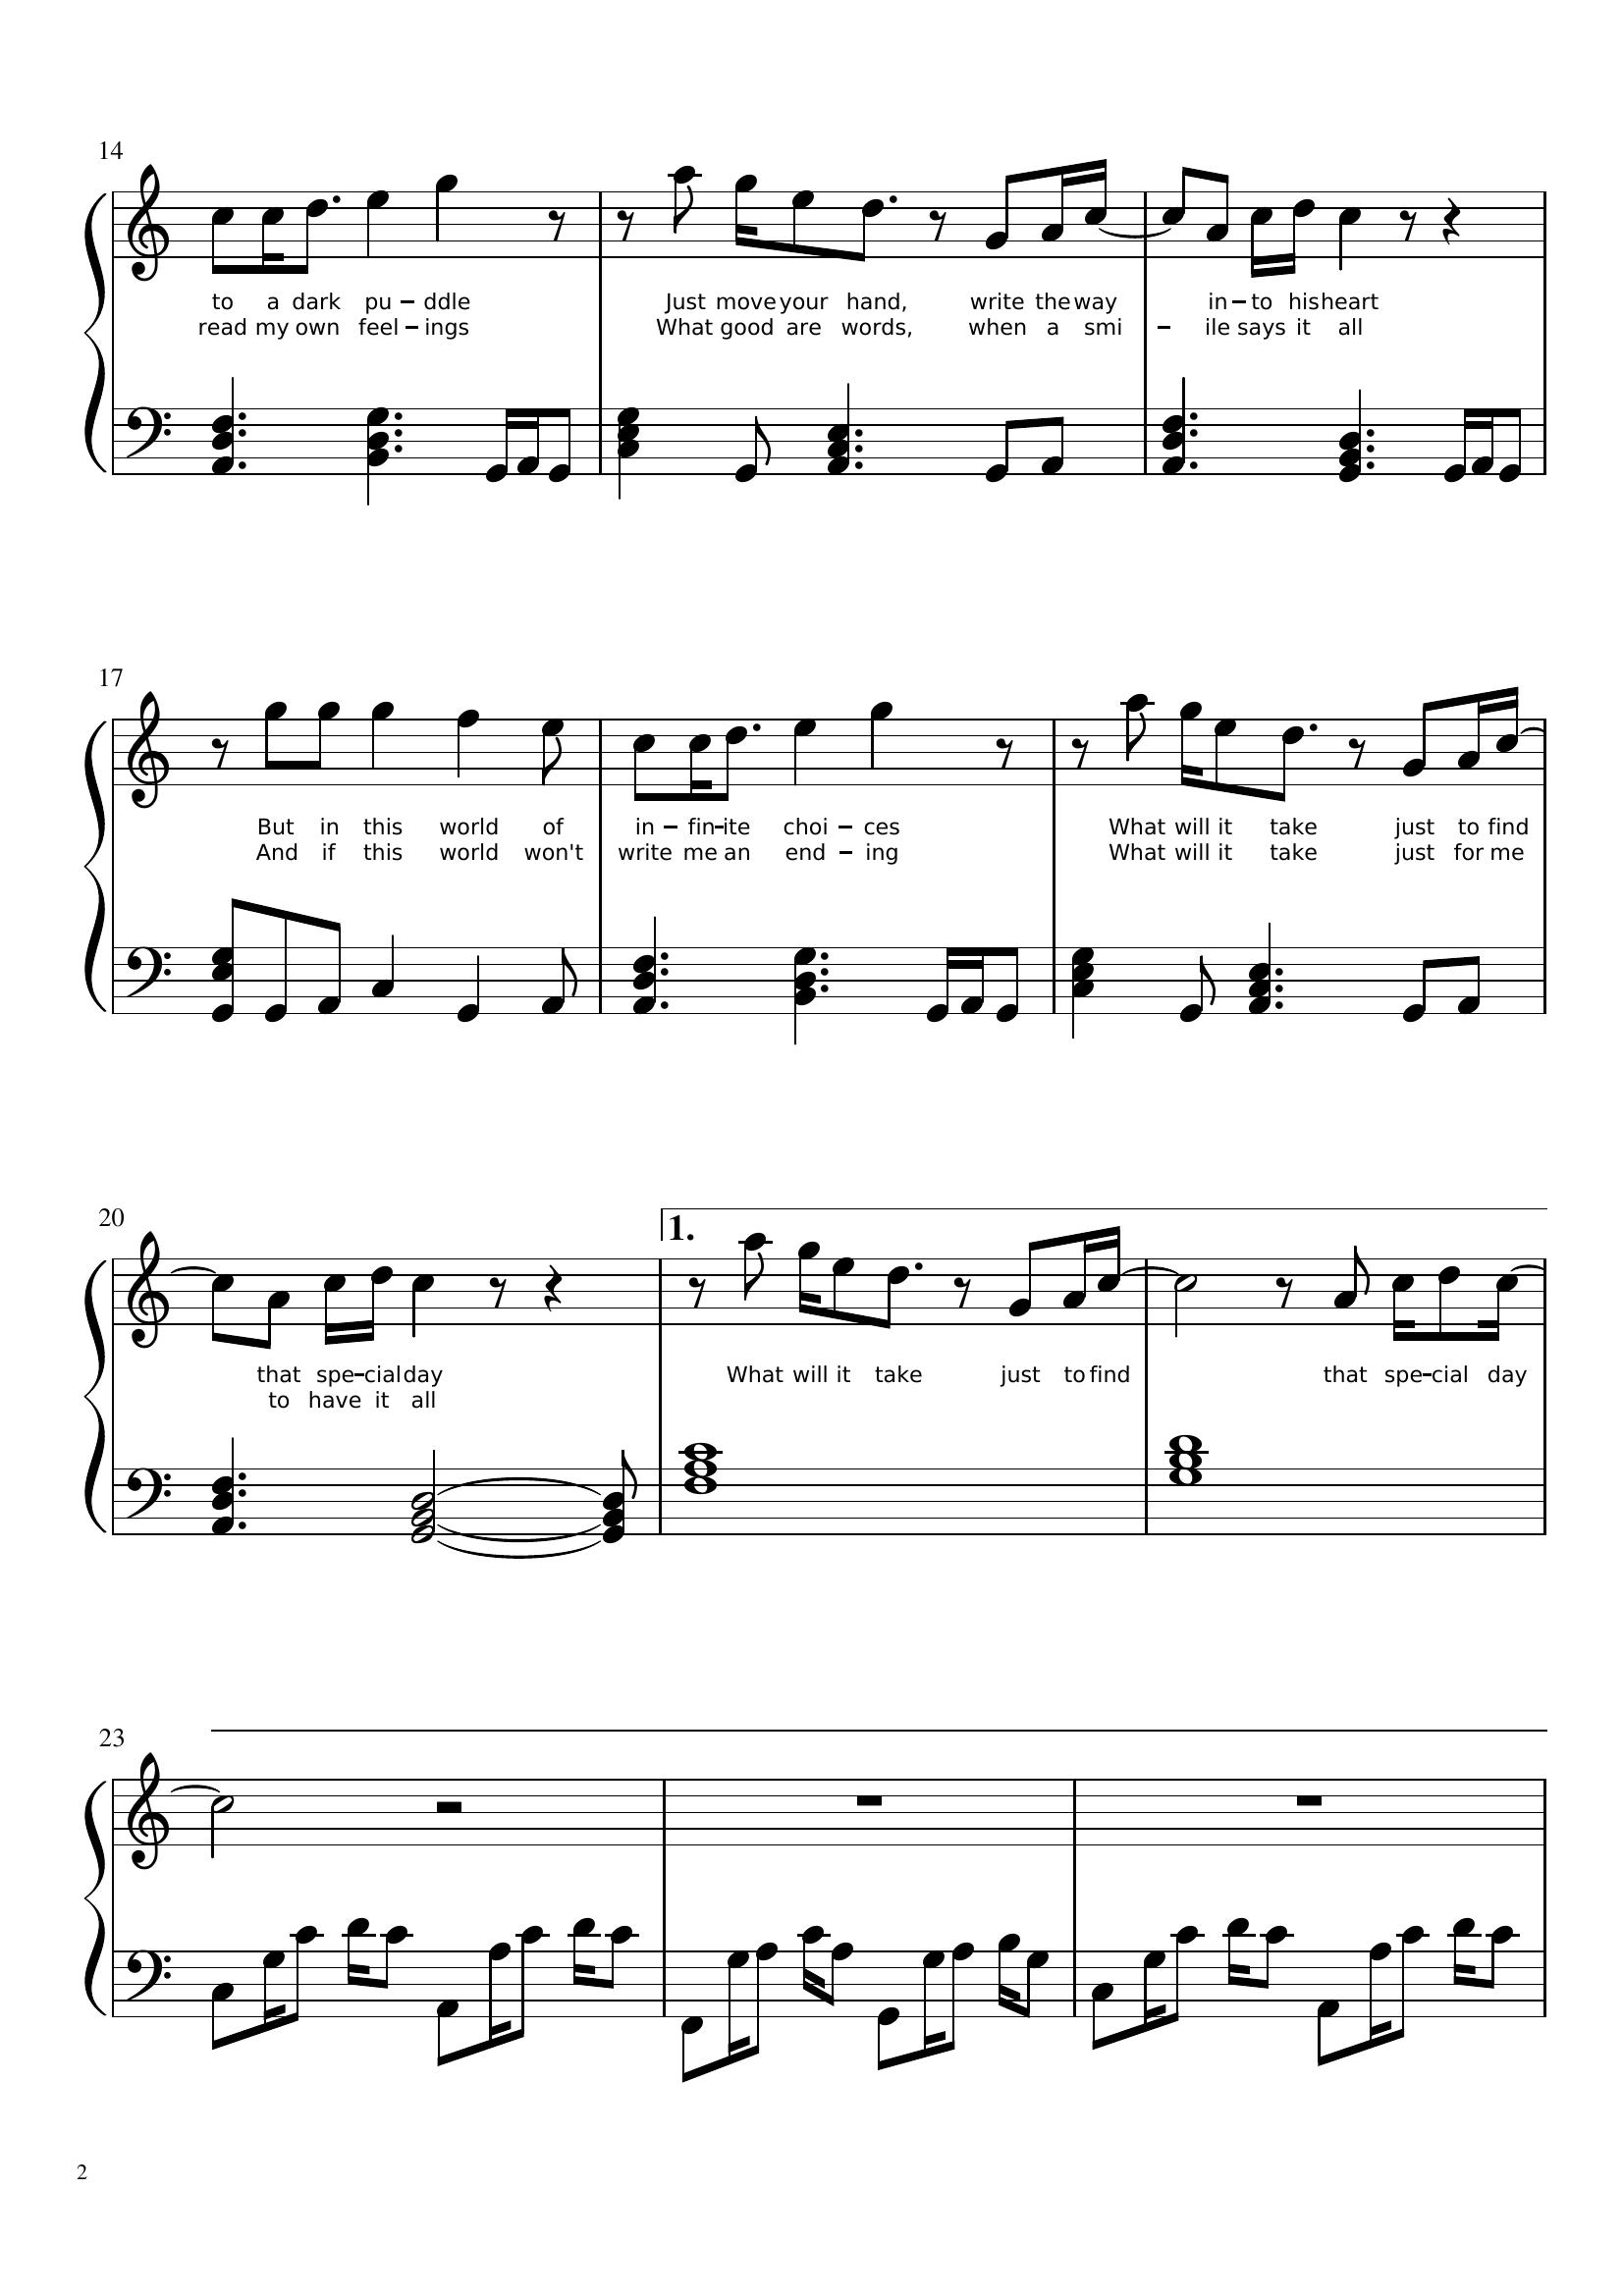 14
to a dark pu - ddle Just move your hand, write the way in - to his heart
read my own feel - ings What good are words, when a smi - ile says it all
17
But in this world of in - fin - ite choi - ces What will it take just to find
And if this world won't write me an end - ing What will it take just for me
20
1.
that spe - cial day What will it take just to find that spe - cial day
to have it all
23
2